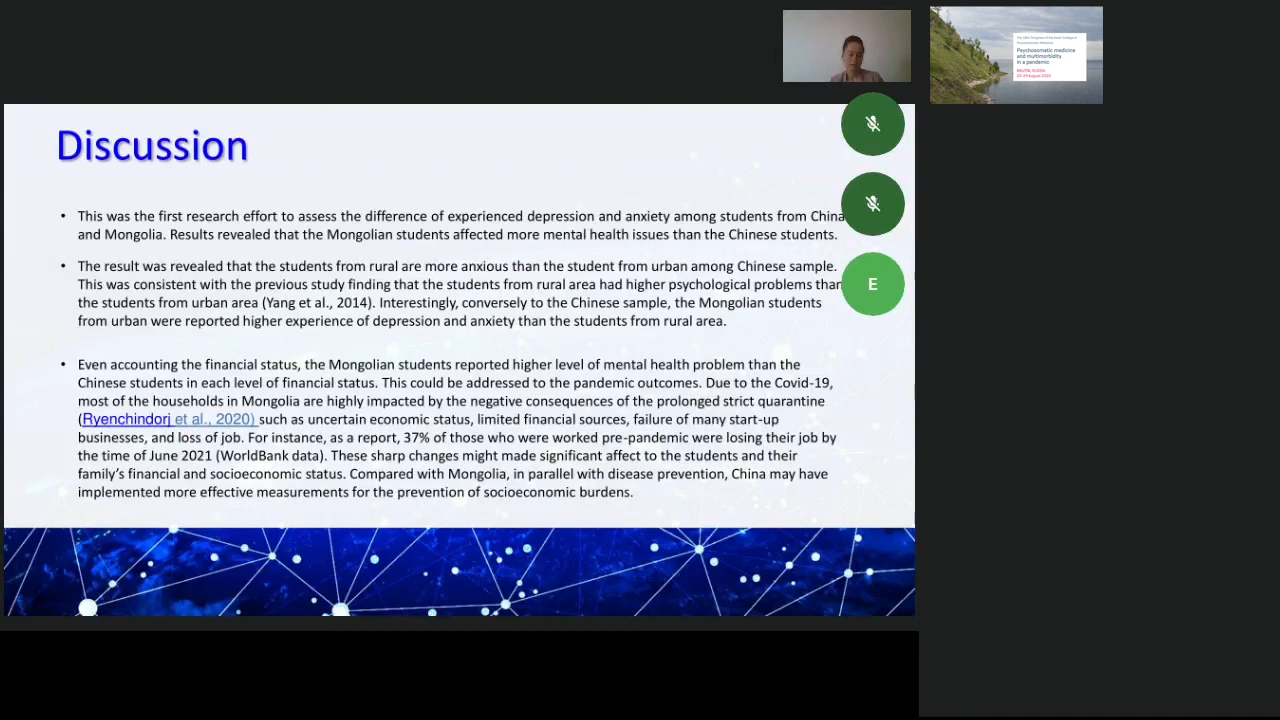 Psychosomatic medicine
and multimorbidity
in a pandemic
Discussion
• This was the first research effort to assess the difference of experienced depression and anxiety among students from China
and Mongolia. Results revealed that the Mongolian students affected more mental health issues than the Chinese students.
• The result was revealed that the students from rural are more anxious than the student from urban among Chinese sample.
This was consistent with the previous study finding that the students from rural area had higher psychological problems than
the students from urban area (Yang et al., 2014). Interestingly, conversely to the Chinese sample, the Mongolian students
from urban were reported higher experience of depression and anxiety than the students from rural area.
• Even accounting the financial status, the Mongolian students reported higher level of mental health problem than the
Chinese students in each level of financial status. This could be addressed to the pandemic outcomes. Due to the Covid-19,
most of the households in Mongolia are highly impacted by the negative consequences of the prolonged strict quarantine
(Ryenchindorj et al., 2020) such as uncertain economic status, limited financial sources, failure of many start-up
businesses, and loss of job. For instance, as a report, 37% of those who were worked pre-pandemic were losing their job by
the time of June 2021 (WorldBank data). These sharp changes might made significant affect to the students and their
family's financial and socioeconomic status. Compared with Mongolia, in parallel with disease prevention, China may have
implemented more effective measurements for the prevention of socioeconomic burdens.
E